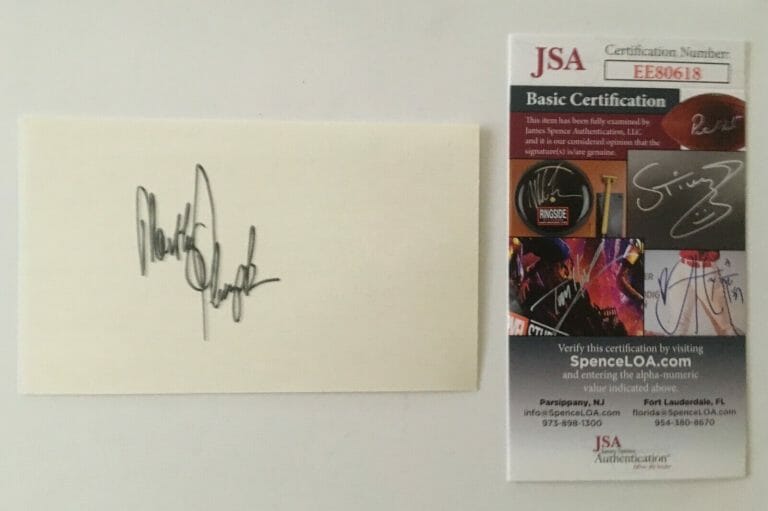 JSA
Certification Number:
EE80618
Basic Certification
This item has been fully examined by
James Spence Authentication, LLC
and it is our considered opinion that the
signature(s) is/are genuine.
RINGSIDE
Sting
Verify this certification by visiting
SpenceLOA.com
and entering the alpha-numeric
value indicated above.
Parsippany, NJ
info@SpenceLOA.com
973-898-1300
Fort Lauderdale, FL
florida@SpenceLOA.com
954-380-8670
JSA
James Spence
Authentication